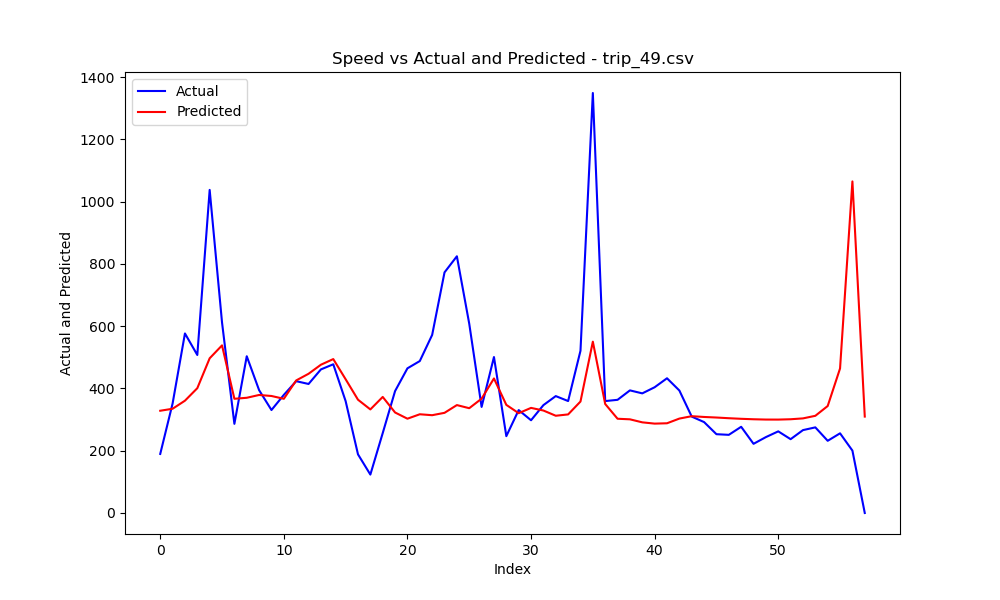 Speed vs Actual and Predicted - trip_49.csv
Actual
Predicted
1400
1200
1000
800
600
400
200
0
Actual and Predicted
0 10 20 30 40 50
Index